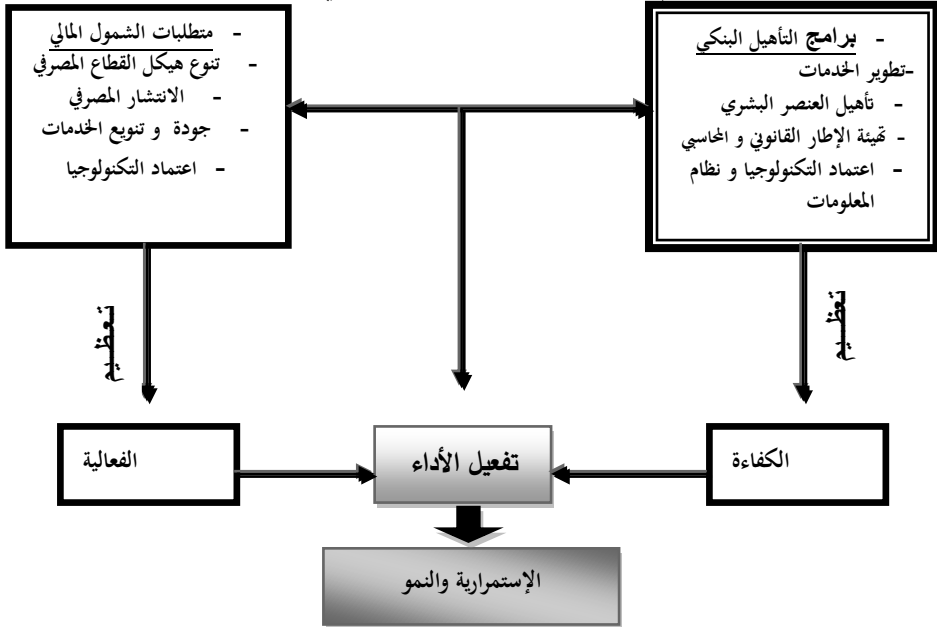 - برامج التأهيل البنكي
-تطوير الخدمات
- تأهيل العنصر البشري
- تهيئة الإطار القانوني و المحاسبي
- اعتماد التكنولوجيا و نظام
المعلومات
- متطلبات الشمول المالي
- تنوع هيكل القطاع المصرفي
- الانتشار المصرفي
- جودة و تنويع الخدمات
- اعتماد التكنولوجيا
تعظيم
تعظيم
الكفاءة
تفعيل الأداء
الفعالية
الإستمرارية والنمو